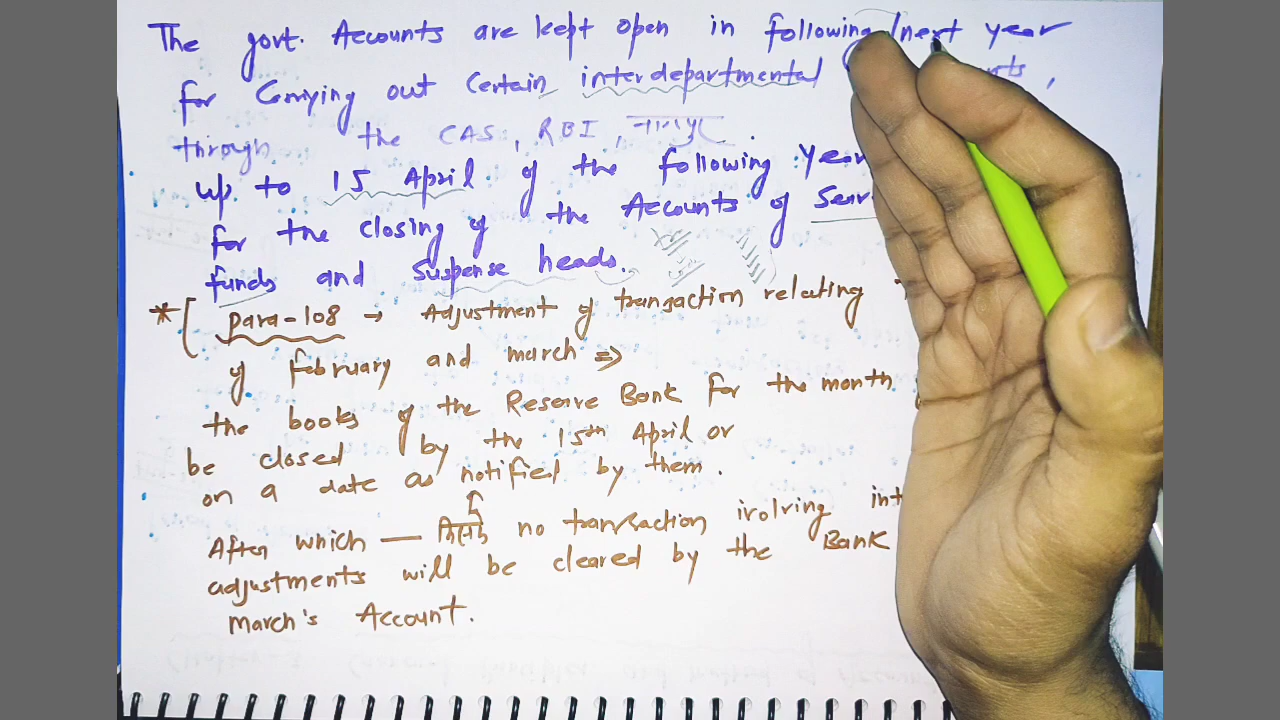 The govt. Accounts are kept open in following/next year
for Carrying out Certain interdepartmental
through the CAS, RBI,
up to 15 April of the following Year
for the closing of the Accounts of
funds and Suspense heads.
*[ para-108 → Adjustment of transaction relating
of february and march ⇒
the books of the Reserve Bank for the month
be closed by the 15th April or
on a date as notified by them.
After which — no transaction ivolving
adjustments will be cleared by the Bank
March's Account.